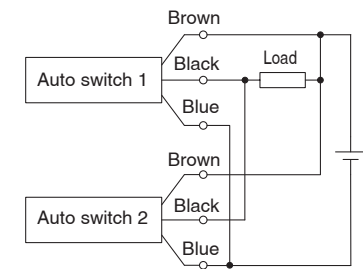 Brown
Auto switch 1
Black
Load
Blue
Brown
Auto switch 2
Black
Blue